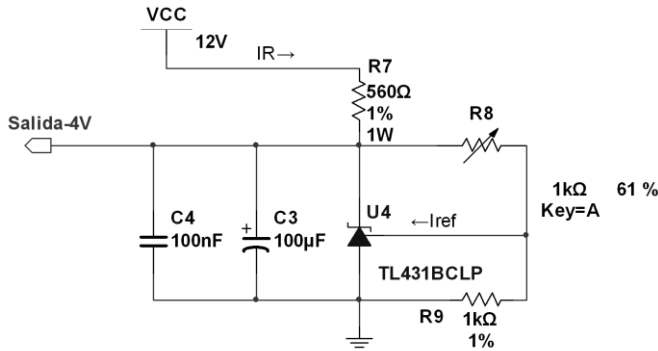 VCC
12V
IR→
R7
560Ω
1%
1W
R8
Salida-4V
1kΩ 61 %
Key=A
C4
100nF
C3
+
100µF
U4
←Iref
TL431BCLP
R9
1kΩ
1%